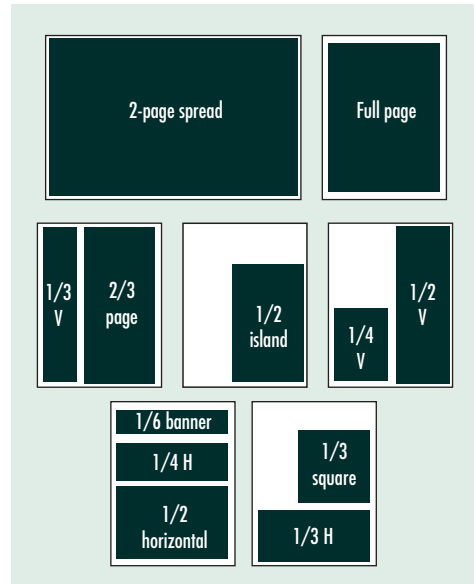 2-page spread
Full page
1/3
V
2/3
page
1/2
island
1/4
V
1/2
V
1/6 banner
1/4 H
1/2
horizontal
1/3
square
1/3 H